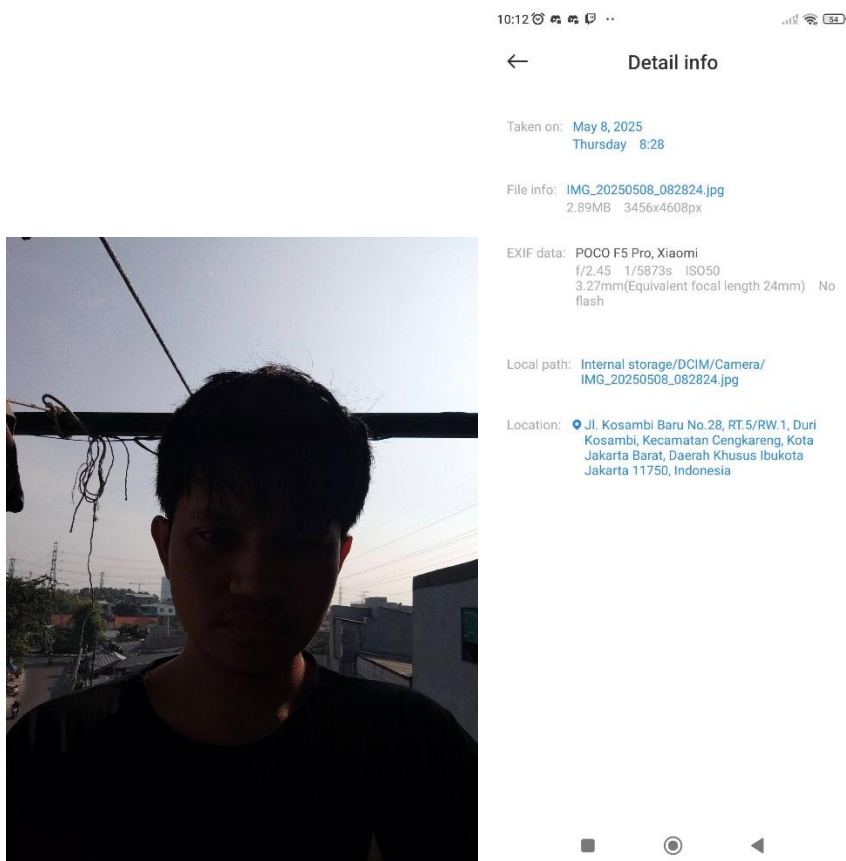 10:12
54
Detail info
Taken on: May 8, 2025
Thursday 8:28
File info: IMG_20250508_082824.jpg
2.89MB 3456x4608px
EXIF data: POCO F5 Pro, Xiaomi
f/2.45 1/5873s ISO50
3.27mm(Equivalent focal length 24mm) No
flash
Local path: Internal storage/DCIM/Camera/
IMG_20250508_082824.jpg
Location: Jl. Kosambi Baru No.28, RT.5/RW.1, Duri
Kosambi, Kecamatan Cengkareng, Kota
Jakarta Barat, Daerah Khusus Ibukota
Jakarta 11750, Indonesia